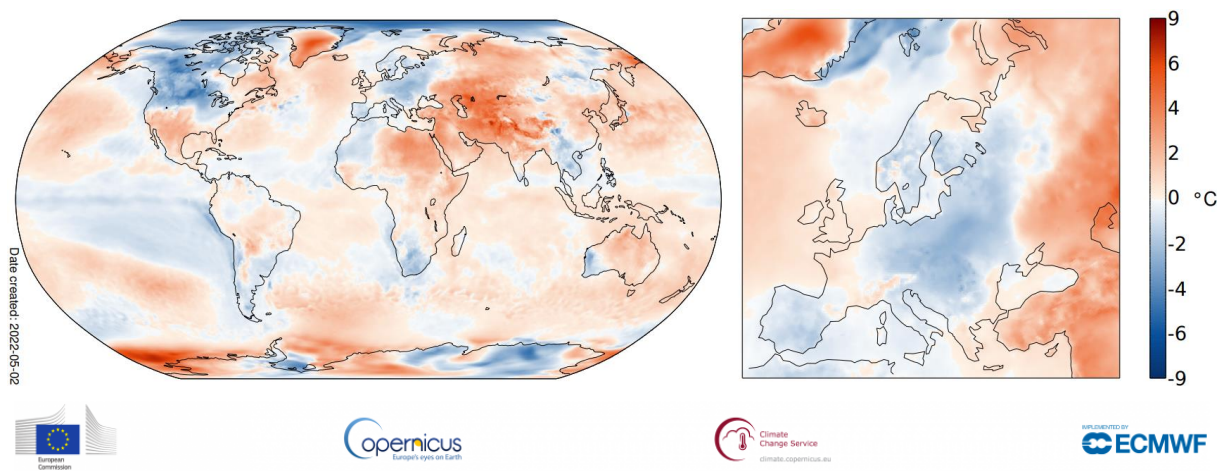 9
6
4
2
0
-2
-4
-6
-9
°C
Date created: 2022-05-02
European
Commission
opernicus
Europe's eyes on Earth
Climate
Change Service
climate.copernicus.eu
IMPLEMENTED BY
ECMWF